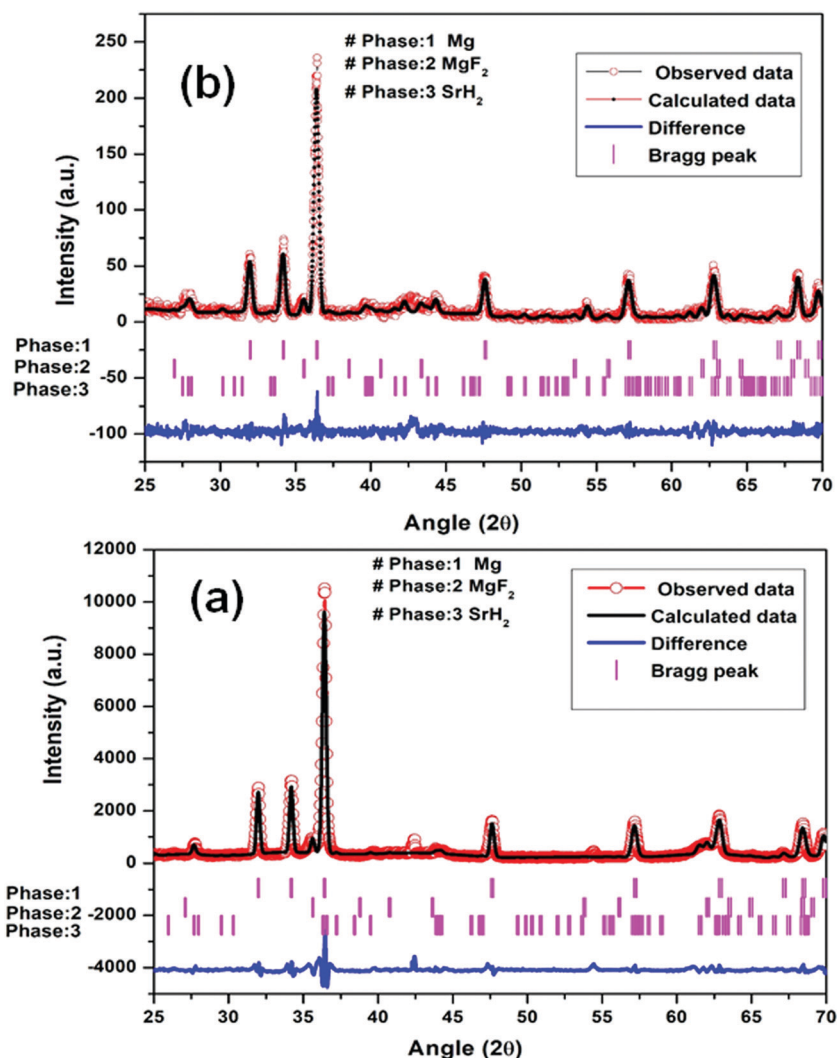 (b)
# Phase:1 Mg
# Phase:2 MgF₂
# Phase:3 SrH₂
Observed data
Calculated data
Difference
Bragg peak
Intensity (a.u.)
250
200
150
100
50
0
-50
-100
Phase:1
Phase:2
Phase:3
25 30 35 40 45 50 55 60 65 70
Angle (2θ)
(a)
# Phase:1 Mg
# Phase:2 MgF₂
# Phase:3 SrH₂
Observed data
Calculated data
Difference
Bragg peak
Intensity (a.u.)
12000
10000
8000
6000
4000
2000
0
-2000
-4000
Phase:1
Phase:2
Phase:3
25 30 35 40 45 50 55 60 65 70
Angle (2θ)